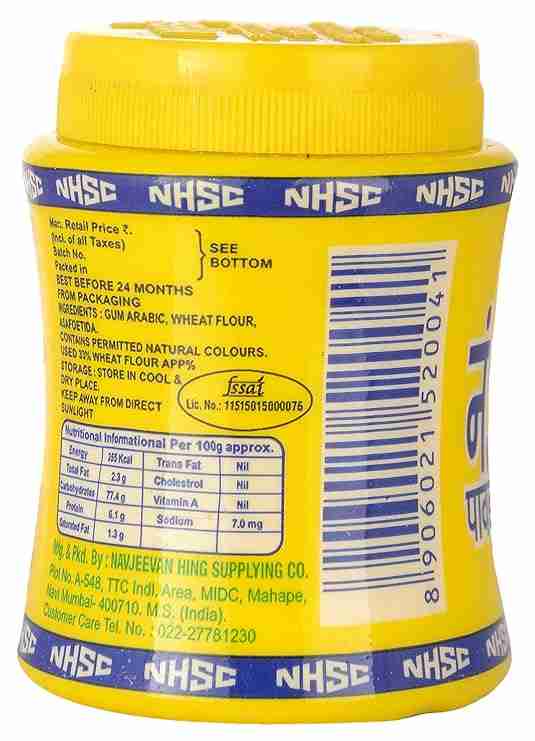 NHSC NHSC NHSC NHSC
Max. Retail Price ₹.
(Incl. of all Taxes)
Batch No.
Packed in
SEE
BOTTOM
BEST BEFORE 24 MONTHS
FROM PACKAGING
INGREDIENTS : GUM ARABIC, WHEAT FLOUR,
ASAFOETIDA.
CONTAINS PERMITTED NATURAL COLOURS.
USED 33% WHEAT FLOUR APP%
STORAGE : STORE IN COOL &
DRY PLACE.
KEEP AWAY FROM DIRECT
SUNLIGHT
fssai
Lic. No.: 11515015000076
Nutritional Informational Per 100g approx.
Energy 355 Kcal Trans Fat Nil
Total Fat 2.3 g Cholestrol Nil
Carbohydrates 77.4 g Vitamin A Nil
Protein 6.1 g Sodium 7.0 mg
Saturated Fat 1.3 g
Mfg. & Pkd. By : NAVJEEVAN HING SUPPLYING CO.
Plot No. A-548, TTC Indl, Area, MIDC, Mahape,
Navi Mumbai- 400710. M.S. (India).
Customer Care Tel. No. : 022-27781230
8906021520041
NHSC NHSC NHSC NHSC